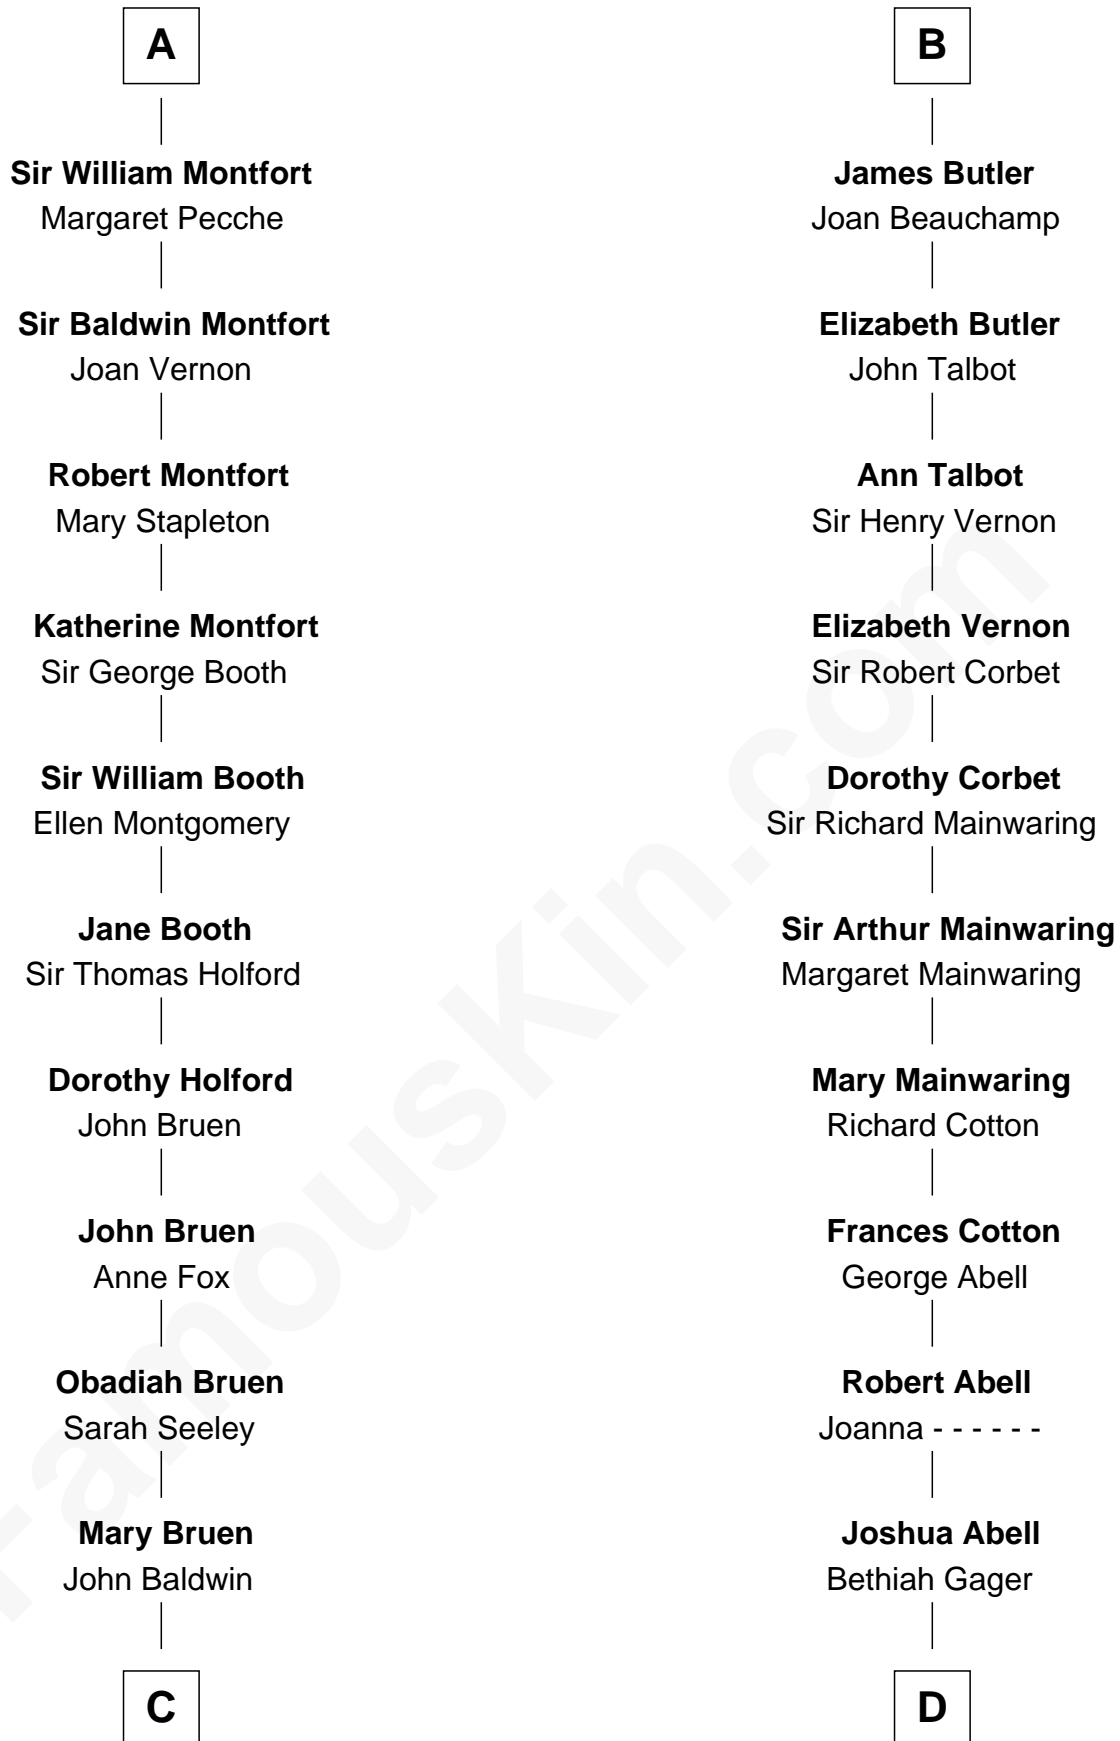 A
Sir William Montfort
Margaret Pecche
Sir Baldwin Montfort
Joan Vernon
Robert Montfort
Mary Stapleton
Katherine Montfort
Sir George Booth
Sir William Booth
Ellen Montgomery
Jane Booth
Sir Thomas Holford
Dorothy Holford
John Bruen
John Bruen
Anne Fox
Obadiah Bruen
Sarah Seeley
Mary Bruen
John Baldwin
C
B
James Butler
Joan Beauchamp
Elizabeth Butler
John Talbot
Ann Talbot
Sir Henry Vernon
Elizabeth Vernon
Sir Robert Corbet
Dorothy Corbet
Sir Richard Mainwaring
Sir Arthur Mainwaring
Margaret Mainwaring
Mary Mainwaring
Richard Cotton
Frances Cotton
George Abell
Robert Abell
Joanna - - - - - -
Joshua Abell
Bethiah Gager
D
FamousKin.com